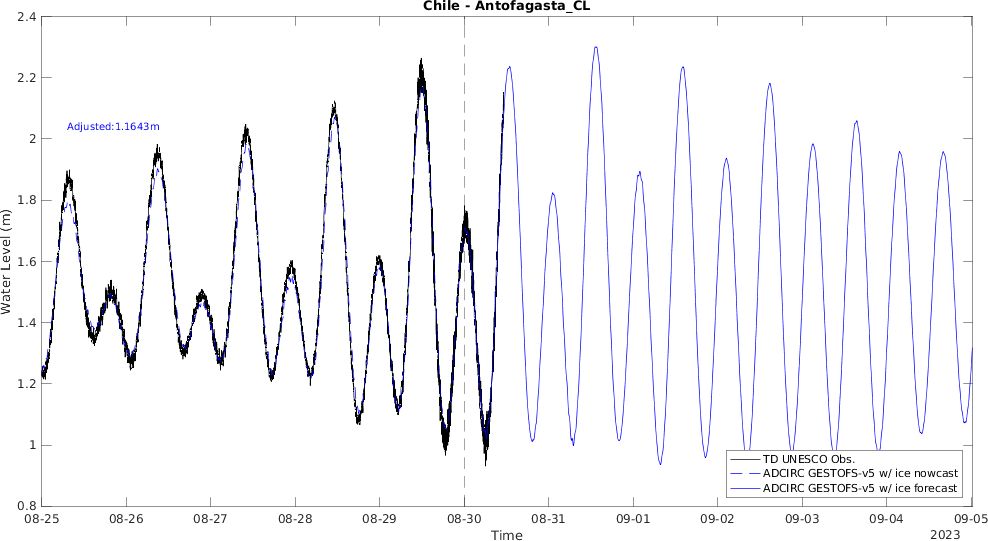 Chile - Antofagasta_CL
2.4
2.2
2
1.8
1.6
1.4
1.2
1
0.8
Water Level (m)
Adjusted:1.1643m
TD UNESCO Obs.
ADCIRC GESTOFS-v5 w/ ice nowcast
ADCIRC GESTOFS-v5 w/ ice forecast
08-25 08-26 08-27 08-28 08-29 08-30 08-31 09-01 09-02 09-03 09-04 09-05
Time
2023